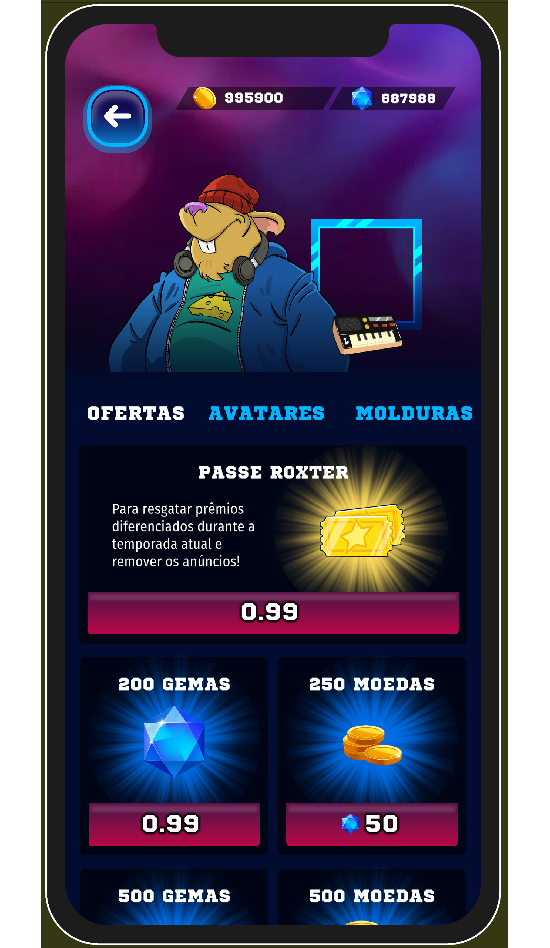 995900 887988
OFERTAS AVATARES MOLDURAS
PASSE ROXTER
Para resgatar prêmios
diferenciados durante a
temporada atual e
remover os anúncios!
0.99
200 GEMAS
0.99
250 MOEDAS
50
500 GEMAS
500 MOEDAS